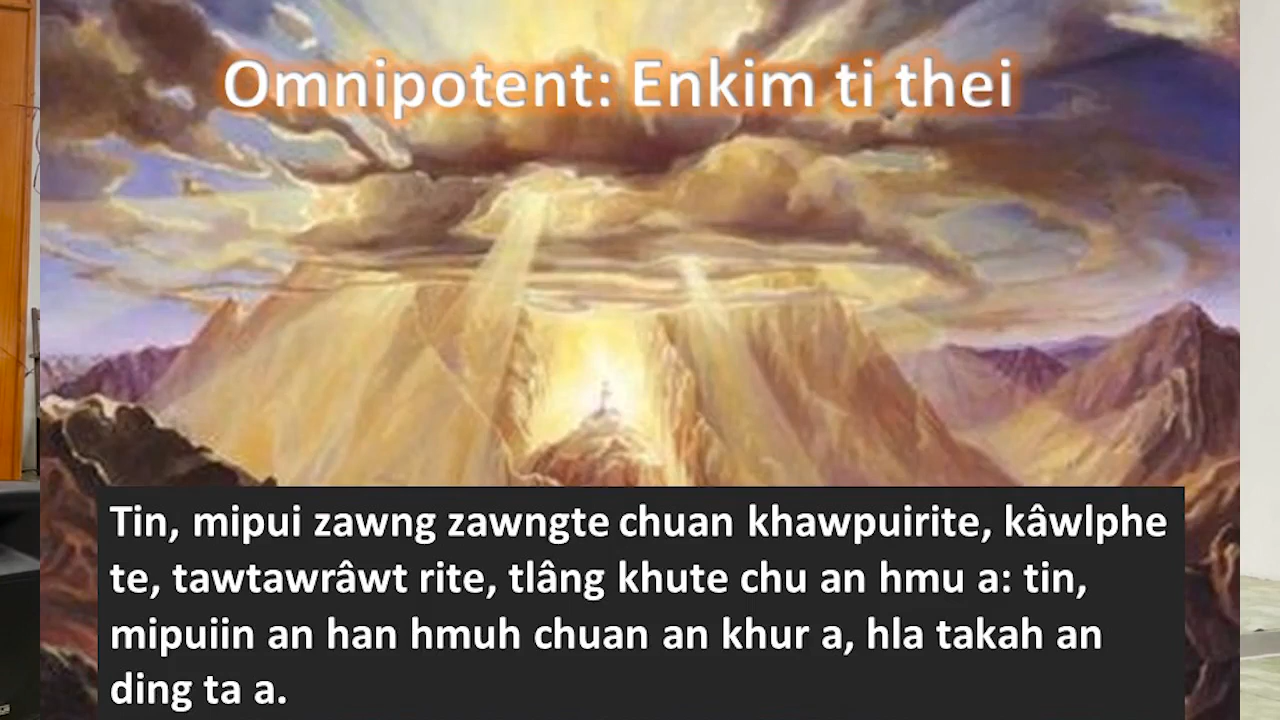 Omnipotent: Enkim ti thei
Tin, mipui zawng zawngte chuan khawpuirite, kâwlphe
te, tawtawrâwt rite, tlâng khute chu an hmu a: tin,
mipuiin an han hmuh chuan an khur a, hla takah an
ding ta a.